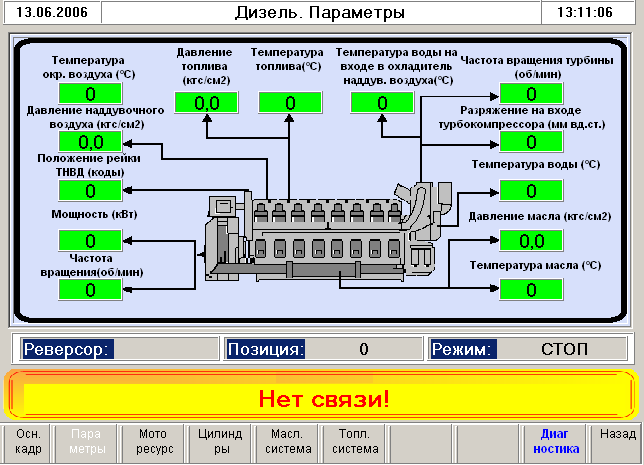 13.06.2006
Дизель. Параметры
13:11:06
Температура
окр. воздуха (°С)
0
Давление
топлива
(кгс/см2)
0,0
Температура
топлива(°С)
0
Температура воды на
входе в охладитель
наддув. воздуха(°С)
0
Частота вращения турбины
(об/мин)
0
Давление наддувочного
воздуха (кгс/см2)
0,0
Разряжение на входе
турбокомпрессора (мм вд.ст.)
0
Положение рейки
ТНВД (коды)
0
Температура воды (°С)
0
Мощность (кВт)
0
Давление масла (кгс/см2)
0,0
Частота
вращения(об/мин)
0
Температура масла (°С)
0
Реверсор:
Позиция: 0
Режим: СТОП
Нет связи!
Осн.
кадр
Пара
метры
Мото
ресурс
Цилинд
ры
Масл.
система
Топл.
система
Диаг
ностика
Назад